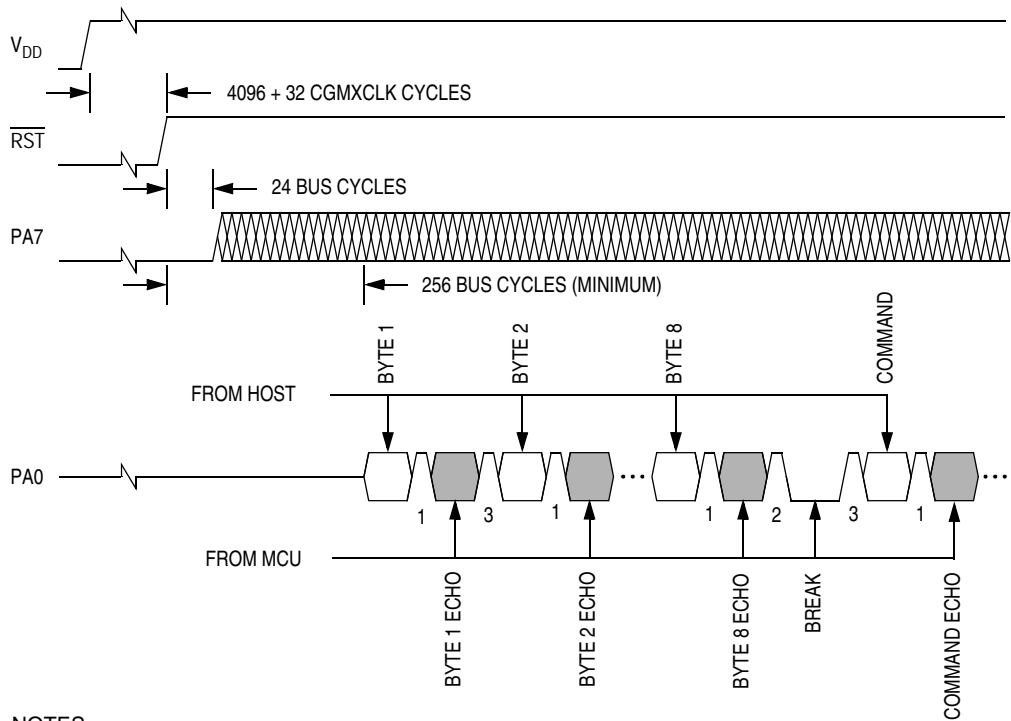 VDD
4096 + 32 CGMXCLK CYCLES
RST
24 BUS CYCLES
PA7
256 BUS CYCLES (MINIMUM)
BYTE 1
BYTE 2
BYTE 8
COMMAND
FROM HOST
PA0
...
...
1
3
1
1
2
3
1
FROM MCU
BYTE 1 ECHO
BYTE 2 ECHO
BYTE 8 ECHO
BREAK
COMMAND ECHO
NOTES